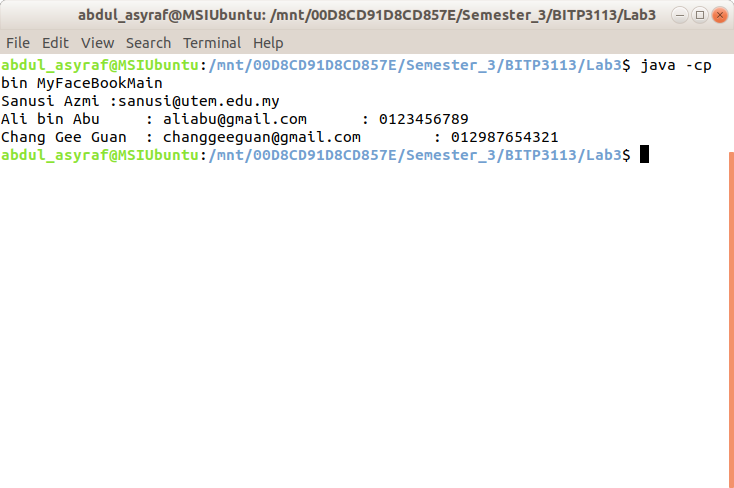 abdul_asyraf@MSIUbuntu: /mnt/00D8CD91D8CD857E/Semester_3/BITP3113/Lab3
File Edit View Search Terminal Help
abdul_asyraf@MSIUbuntu:/mnt/00D8CD91D8CD857E/Semester_3/BITP3113/Lab3$ java -cp
bin MyFaceBookMain
Sanusi Azmi :sanusi@utem.edu.my
Ali bin Abu     : aliabu@gmail.com      : 0123456789
Chang Gee Guan  : changgeeguan@gmail.com        : 012987654321
abdul_asyraf@MSIUbuntu:/mnt/00D8CD91D8CD857E/Semester_3/BITP3113/Lab3$